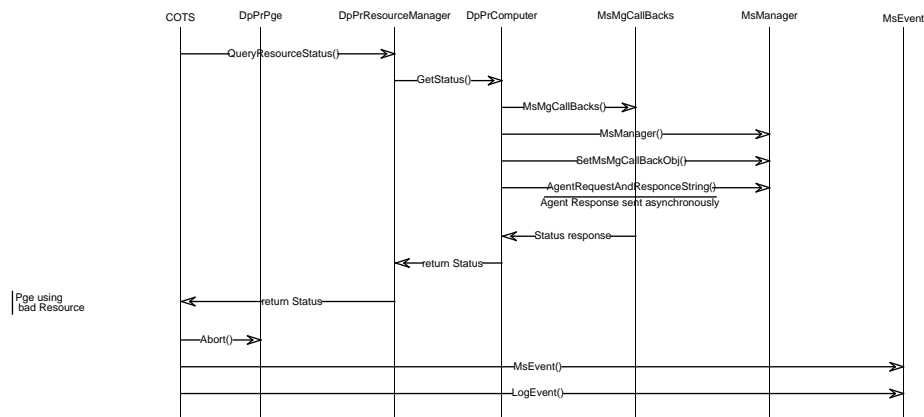 COTS DpPrPge DpPrResourceManager DpPrComputer MsMgCallBacks MsManager MsEvent
QueryResourceStatus()
GetStatus()
MsMgCallBacks()
MsManager()
SetMsMgCallBackObj()
AgentRequestAndResponceString()
Agent Response sent asynchronously
Status response
return Status
Pge using
bad Resource
return Status
Abort()
MsEvent()
LogEvent()